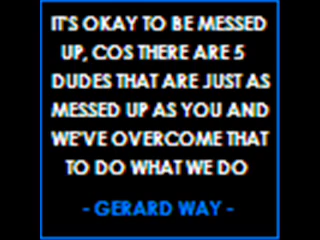 IT'S OKAY TO BE MESSED
UP, COS THERE ARE 5
DUDES THAT ARE JUST AS
MESSED UP AS YOU AND
WE'VE OVERCOME THAT
TO DO WHAT WE DO
- GERARD WAY -